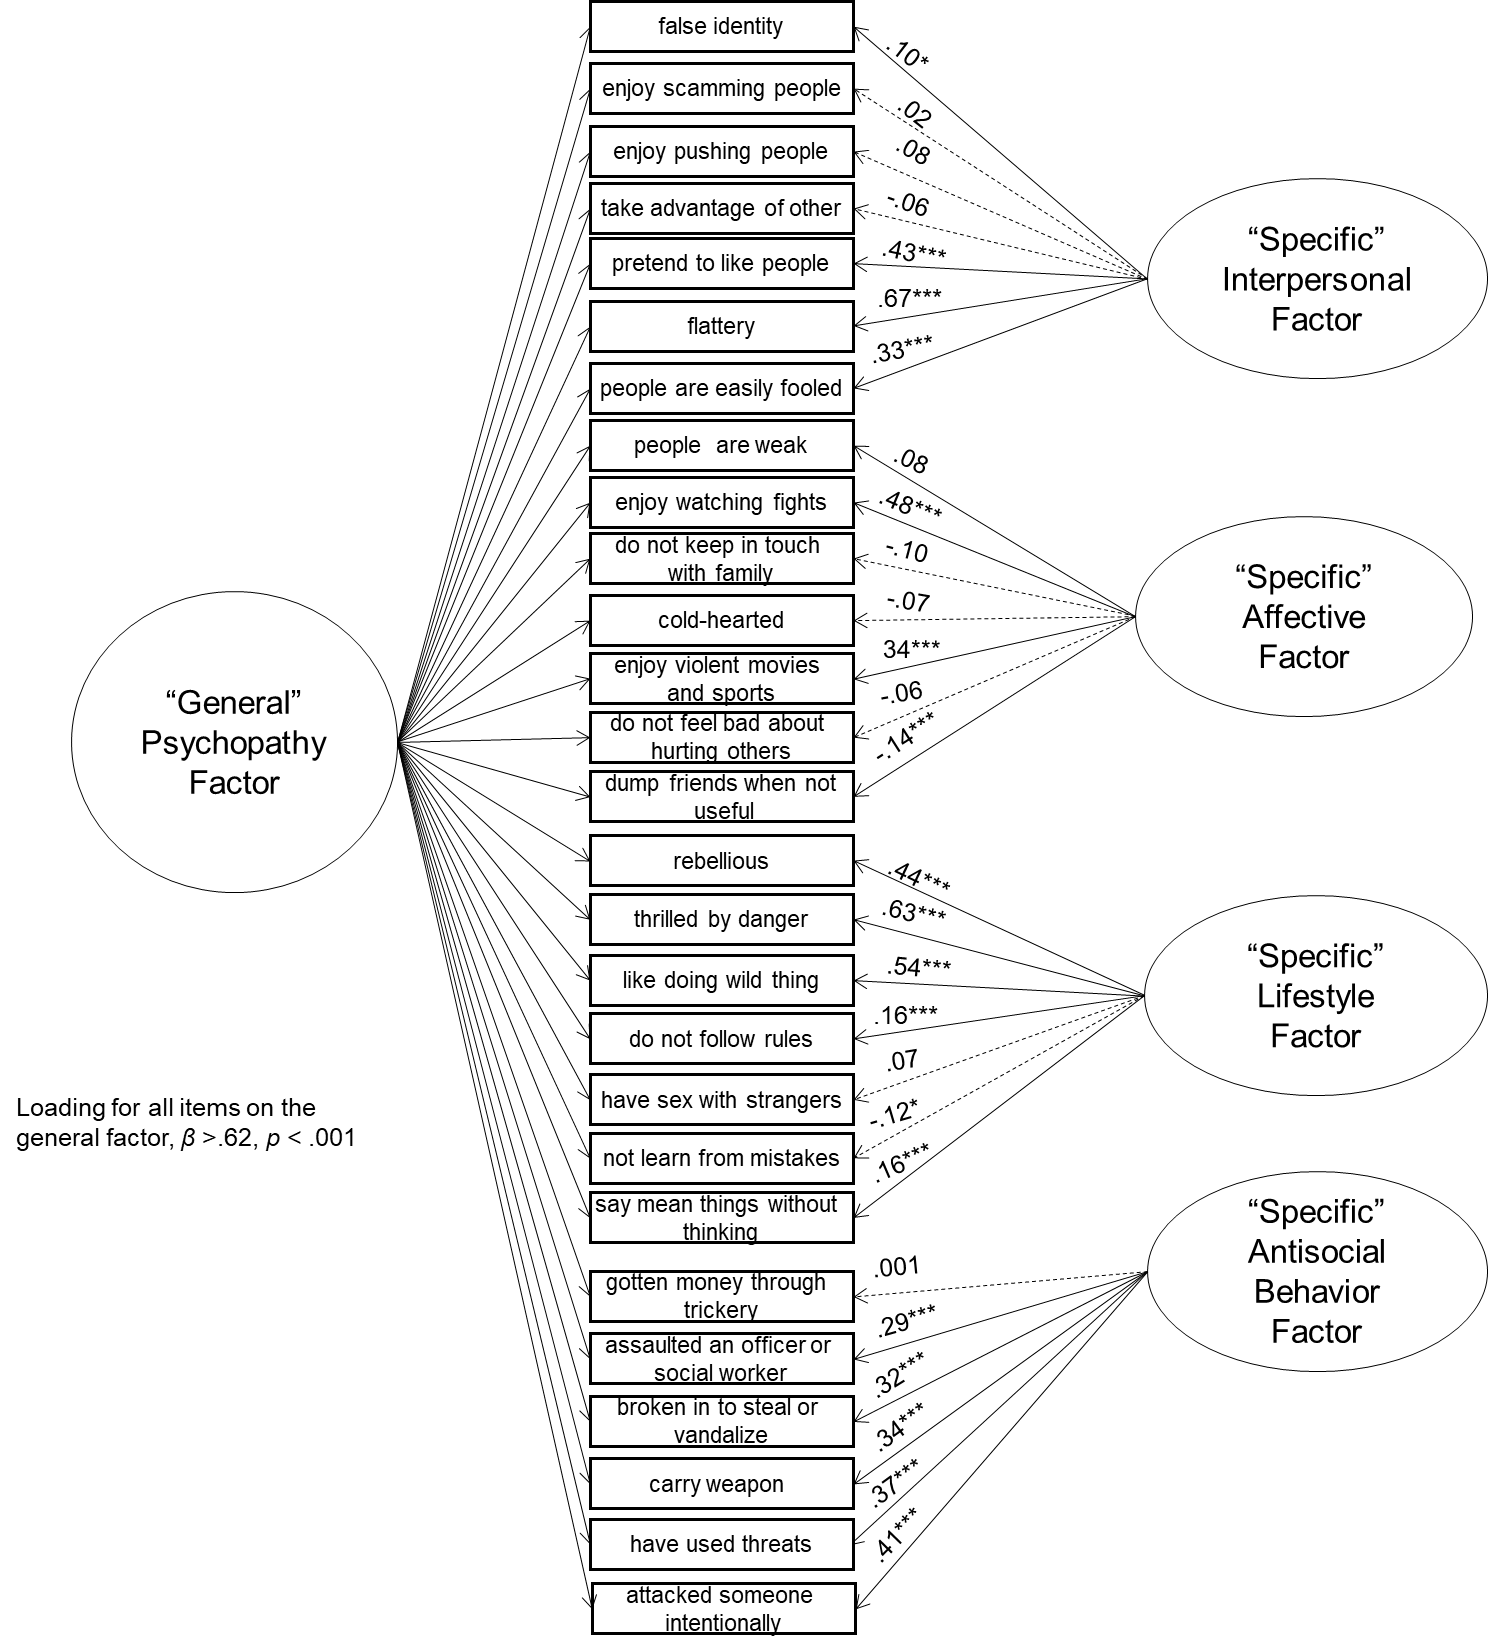 false identity
enjoy scamming people
enjoy pushing people
take advantage of other
pretend to like people
flattery
people are easily fooled
people are weak
enjoy watching fights
do not keep in touch
with family
cold-hearted
enjoy violent movies
and sports
do not feel bad about
hurting others
dump friends when not
useful
rebellious
thrilled by danger
like doing wild thing
do not follow rules
have sex with strangers
not learn from mistakes
say mean things without
thinking
gotten money through
trickery
assaulted an officer or
social worker
broken in to steal or
vandalize
carry weapon
have used threats
attacked someone
intentionally
“General”
Psychopathy
Factor
Loading for all items on the
general factor, β >.62, p < .001
.10*
.02
.08
-.06
.43***
.67***
.33***
“Specific”
Interpersonal
Factor
.08
.48***
-.10
-.07
34***
-.06
-.14***
“Specific”
Affective
Factor
.44***
.63***
.54***
.16***
.07
-.12*
.16***
“Specific”
Lifestyle
Factor
.001
.29***
.32***
.34***
.37***
.41***
“Specific”
Antisocial
Behavior
Factor